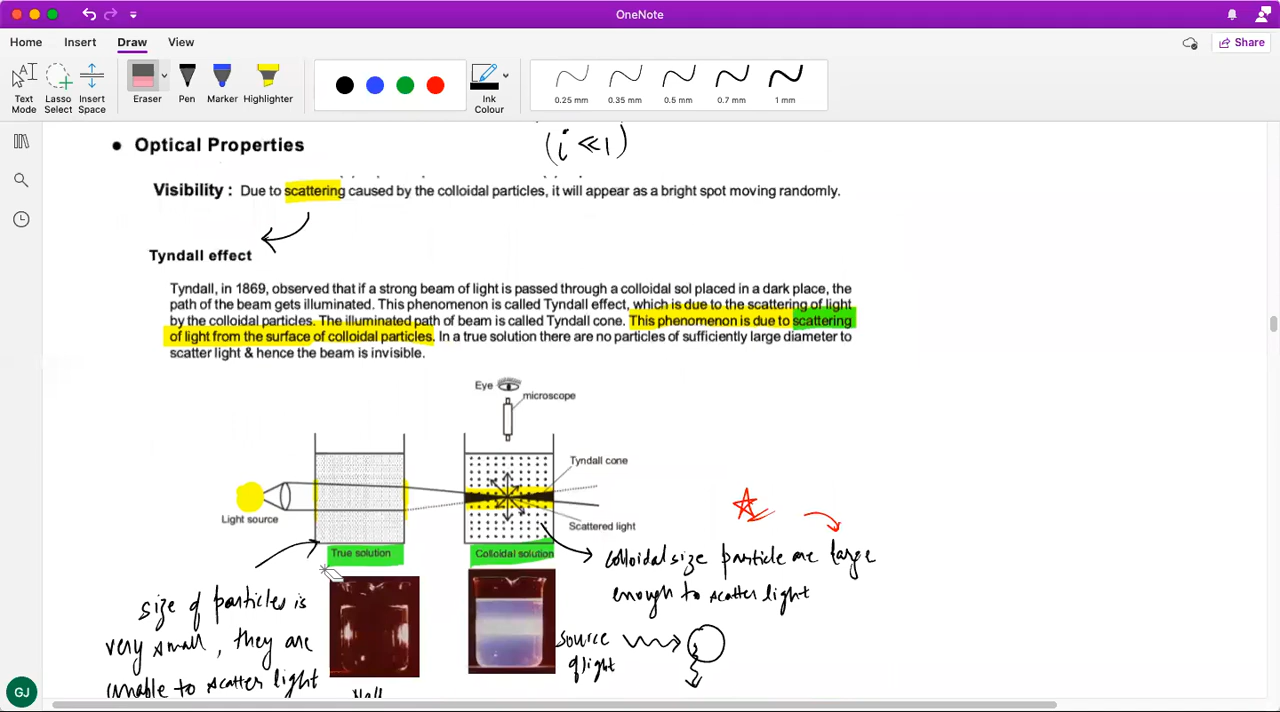 OneNote
Home Insert Draw View
Share
Text Mode
Lasso Select
Insert Space
Eraser
Pen
Marker
Highlighter
Ink Colour
0.25 mm
0.35 mm
0.5 mm
0.7 mm
1 mm
(i ≪ 1)
• Optical Properties
Visibility : Due to scattering caused by the colloidal particles, it will appear as a bright spot moving randomly.
Tyndall effect
Tyndall, in 1869, observed that if a strong beam of light is passed through a colloidal sol placed in a dark place, the
path of the beam gets illuminated. This phenomenon is called Tyndall effect, which is due to the scattering of light
by the colloidal particles. The illuminated path of beam is called Tyndall cone. This phenomenon is due to scattering
of light from the surface of colloidal particles. In a true solution there are no particles of sufficiently large diameter to
scatter light & hence the beam is invisible.
Eye
microscope
Tyndall cone
Light source
Scattered light
True solution
Colloidal solution
colloidal size particle are large
enough to scatter light
size of particles is
very small, they are
unable to scatter light
source
of light
GJ